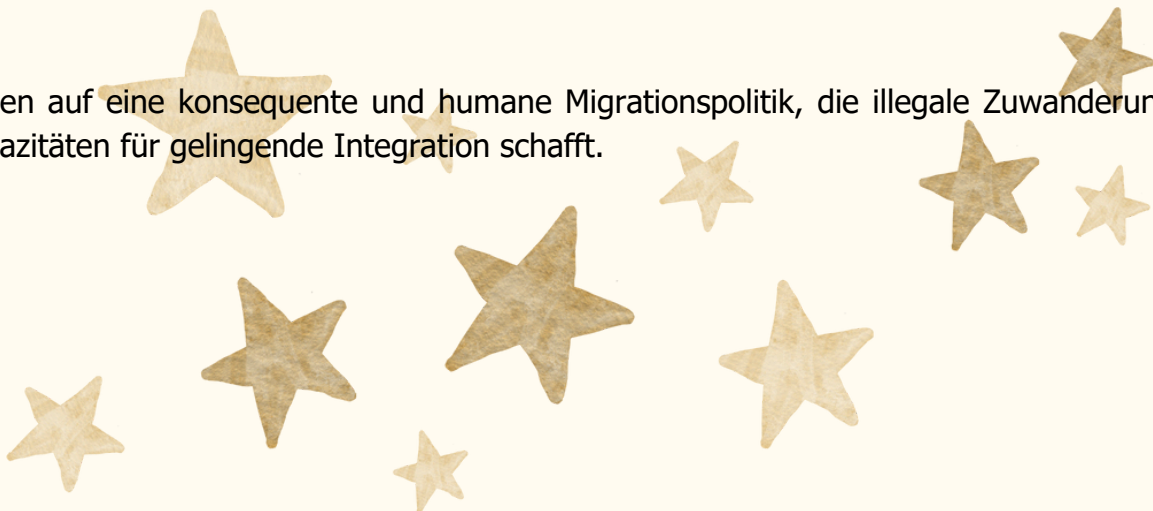 en auf eine konsequente und humane Migrationspolitik, die illegale Zuwanderun
azitäten für gelingende Integration schafft.